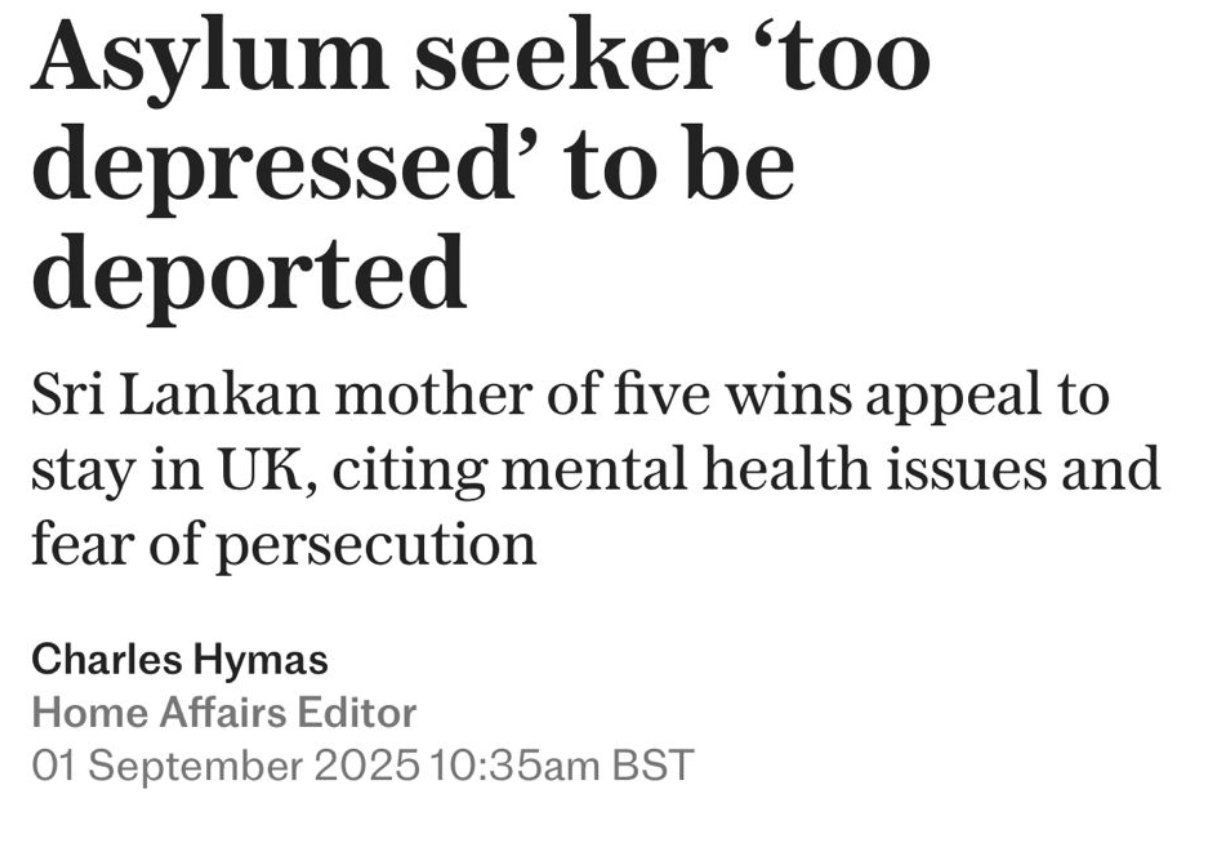 Asylum seeker ‘too
depressed’ to be
deported
Sri Lankan mother of five wins appeal to
stay in UK, citing mental health issues and
fear of persecution
Charles Hymas
Home Affairs Editor
01 September 2025 10:35am BST